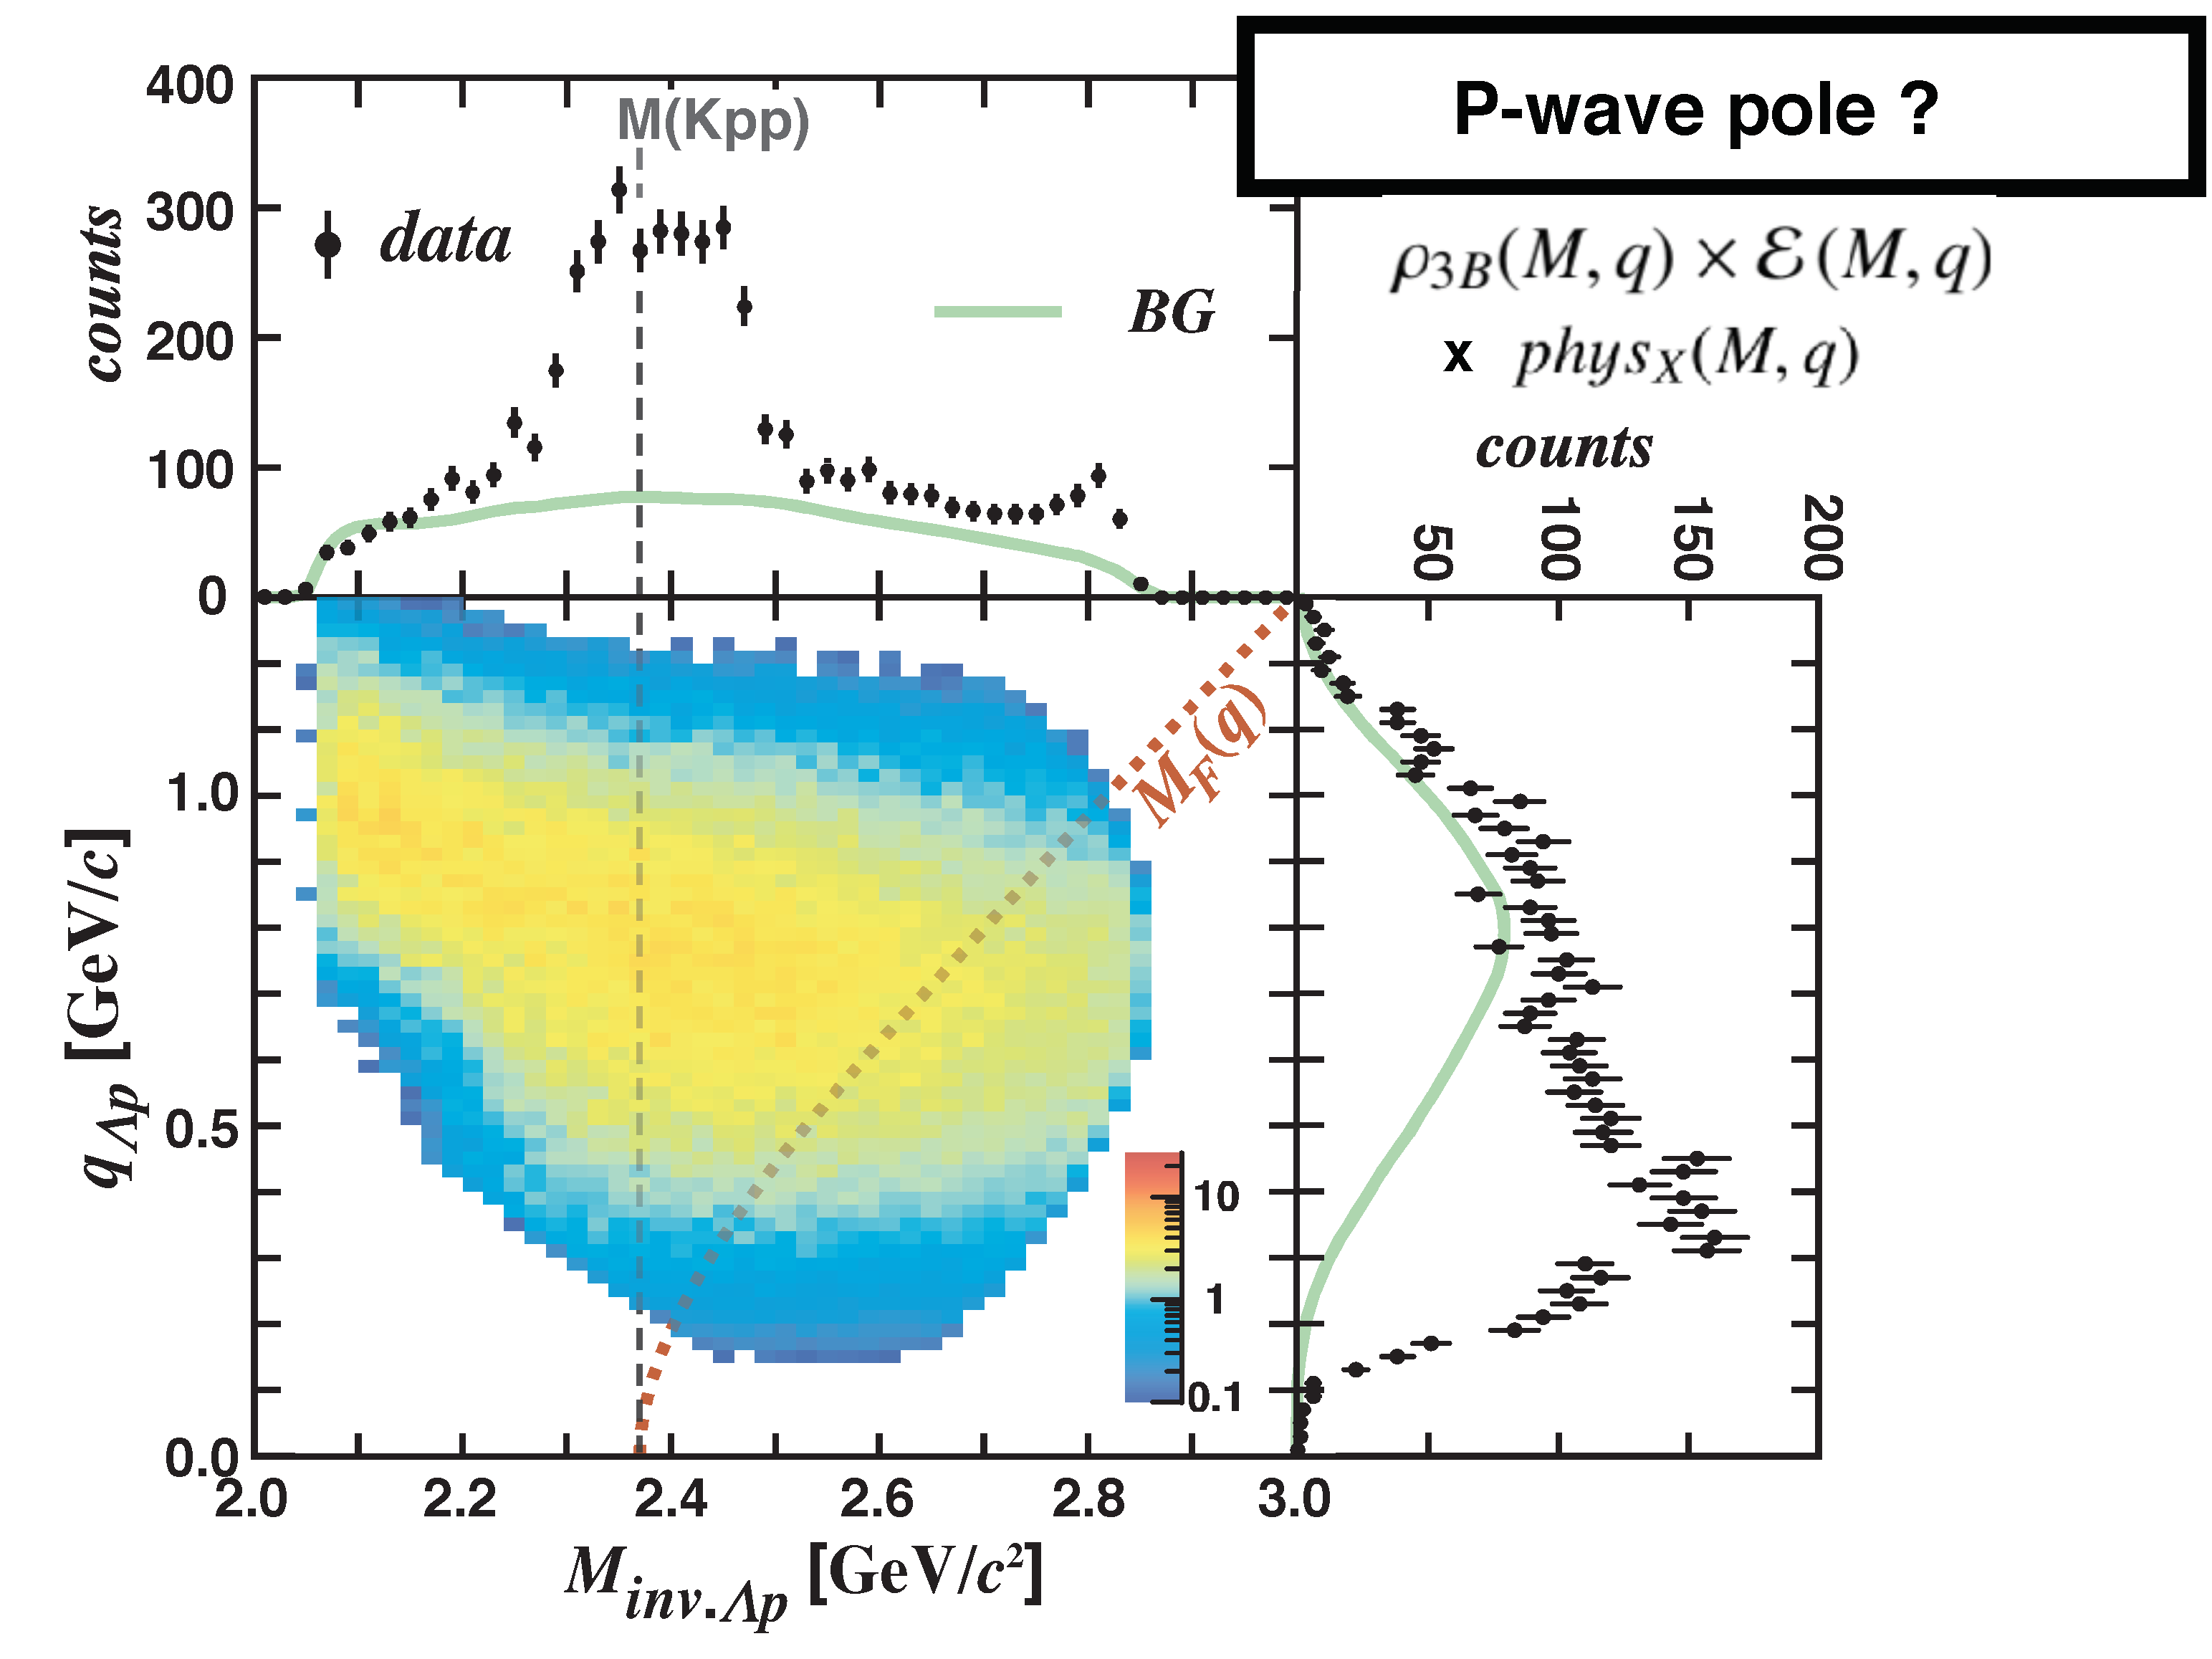 P-wave pole ?
400
M(Kpp)
300
data
counts
200
BG
100
0
ρ3B(M, q) × ℰ(M, q)
x physX(M, q)
counts
50
100
150
200
MF(q)
1.0
0.5
0.0
qΛp [GeV/c]
10
1
0.1
2.0 2.2 2.4 2.6 2.8 3.0
Minv.Λp [GeV/c²]